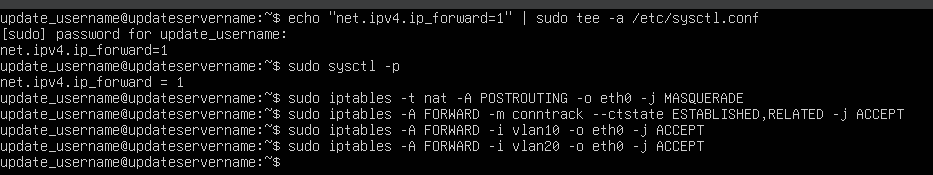 update_username@updateservername:~$ echo "net.ipv4.ip_forward=1" | sudo tee -a /etc/sysctl.conf
[sudo] password for update_username:
net.ipv4.ip_forward=1
update_username@updateservername:~$ sudo sysctl -p
net.ipv4.ip_forward = 1
update_username@updateservername:~$ sudo iptables -t nat -A POSTROUTING -o eth0 -j MASQUERADE
update_username@updateservername:~$ sudo iptables -A FORWARD -m conntrack --ctstate ESTABLISHED,RELATED -j ACCEPT
update_username@updateservername:~$ sudo iptables -A FORWARD -i vlan10 -o eth0 -j ACCEPT
update_username@updateservername:~$ sudo iptables -A FORWARD -i vlan20 -o eth0 -j ACCEPT
update_username@updateservername:~$